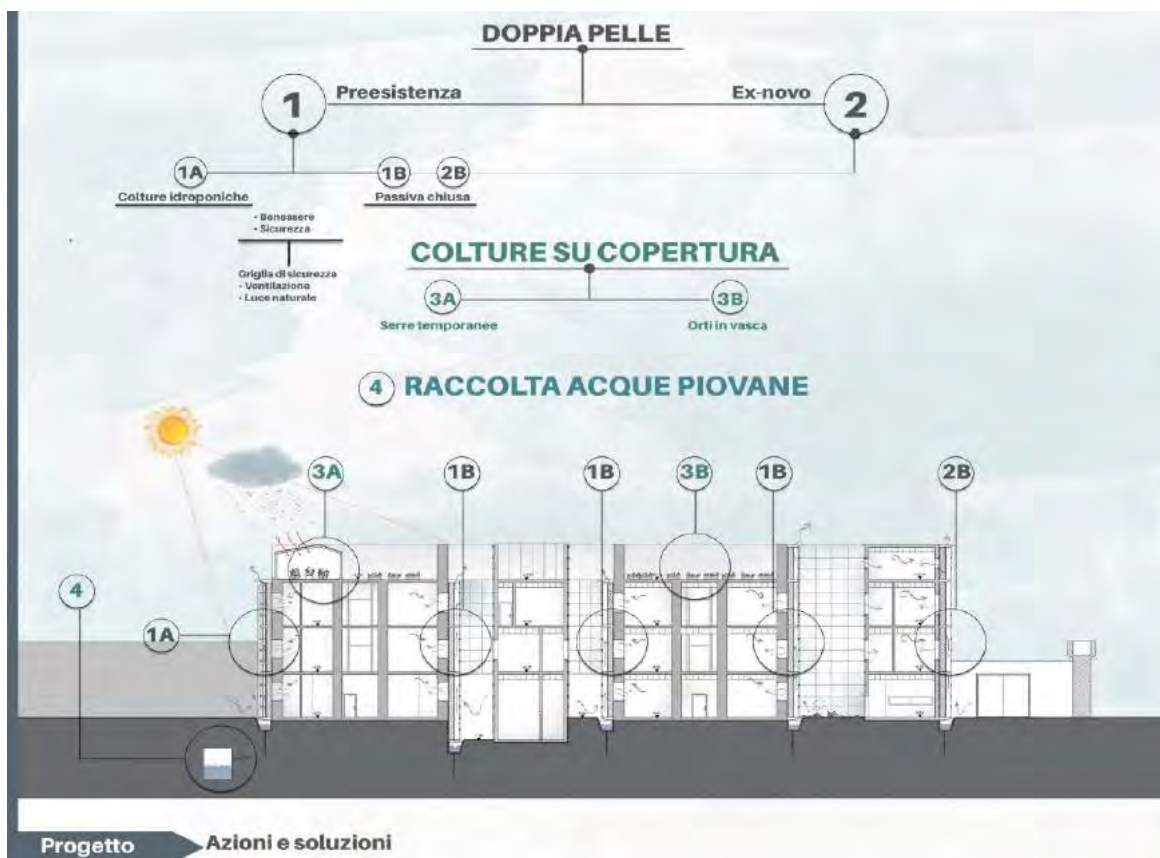 DOPPIA PELLE
1 Preesistenza Ex-novo 2
1A 1B 2B
Colture idroponiche Passiva chiusa
• Benessere
• Sicurezza
Griglia di sicurezza
• Ventilazione
• Luce naturale
COLTURE SU COPERTURA
3A 3B
Serre temporanee Orti in vasca
4 RACCOLTA ACQUE PIOVANE
3A 1B 1B 3B 1B 2B
4
1A
Progetto Azioni e soluzioni